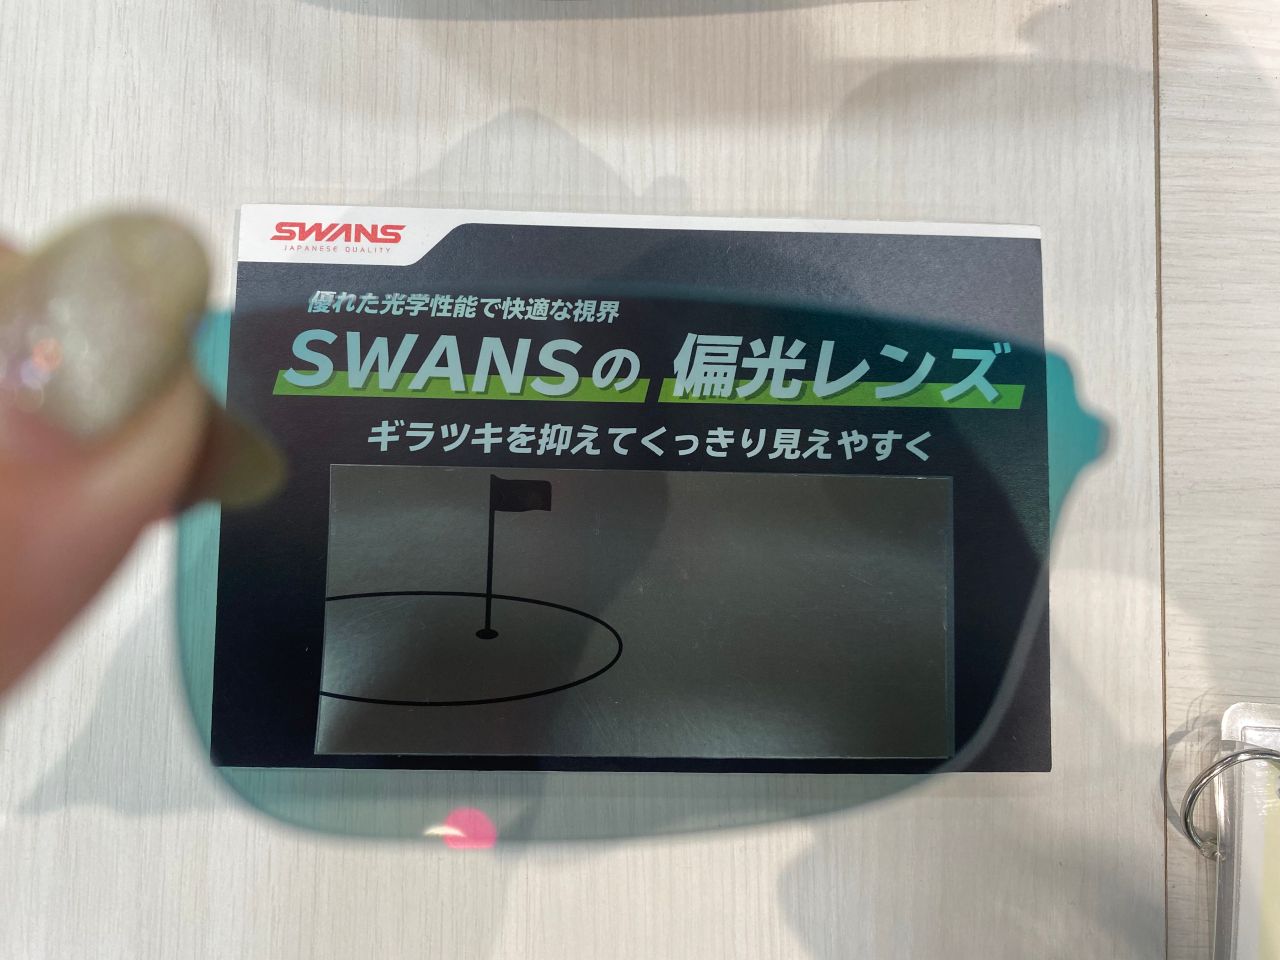 SWANS
JAPANESE QUALITY
優れた光学性能で快適な視界
SWANSの 偏光レンズ
ギラツキを抑えてくっきり見えやすく